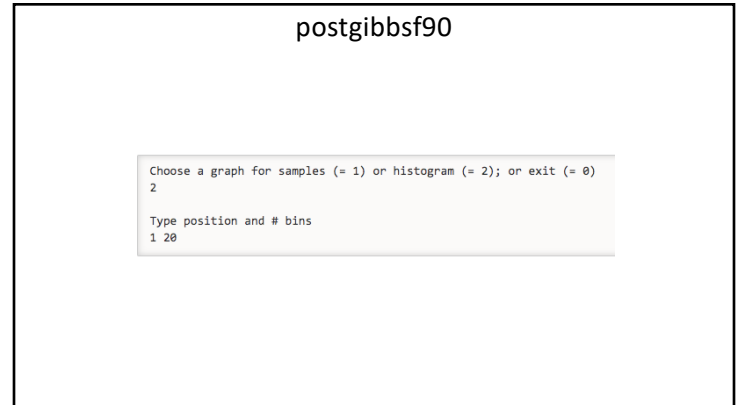 postgibbsf90
Choose a graph for samples (= 1) or histogram (= 2); or exit (= 0)
2
Type position and # bins
1 20